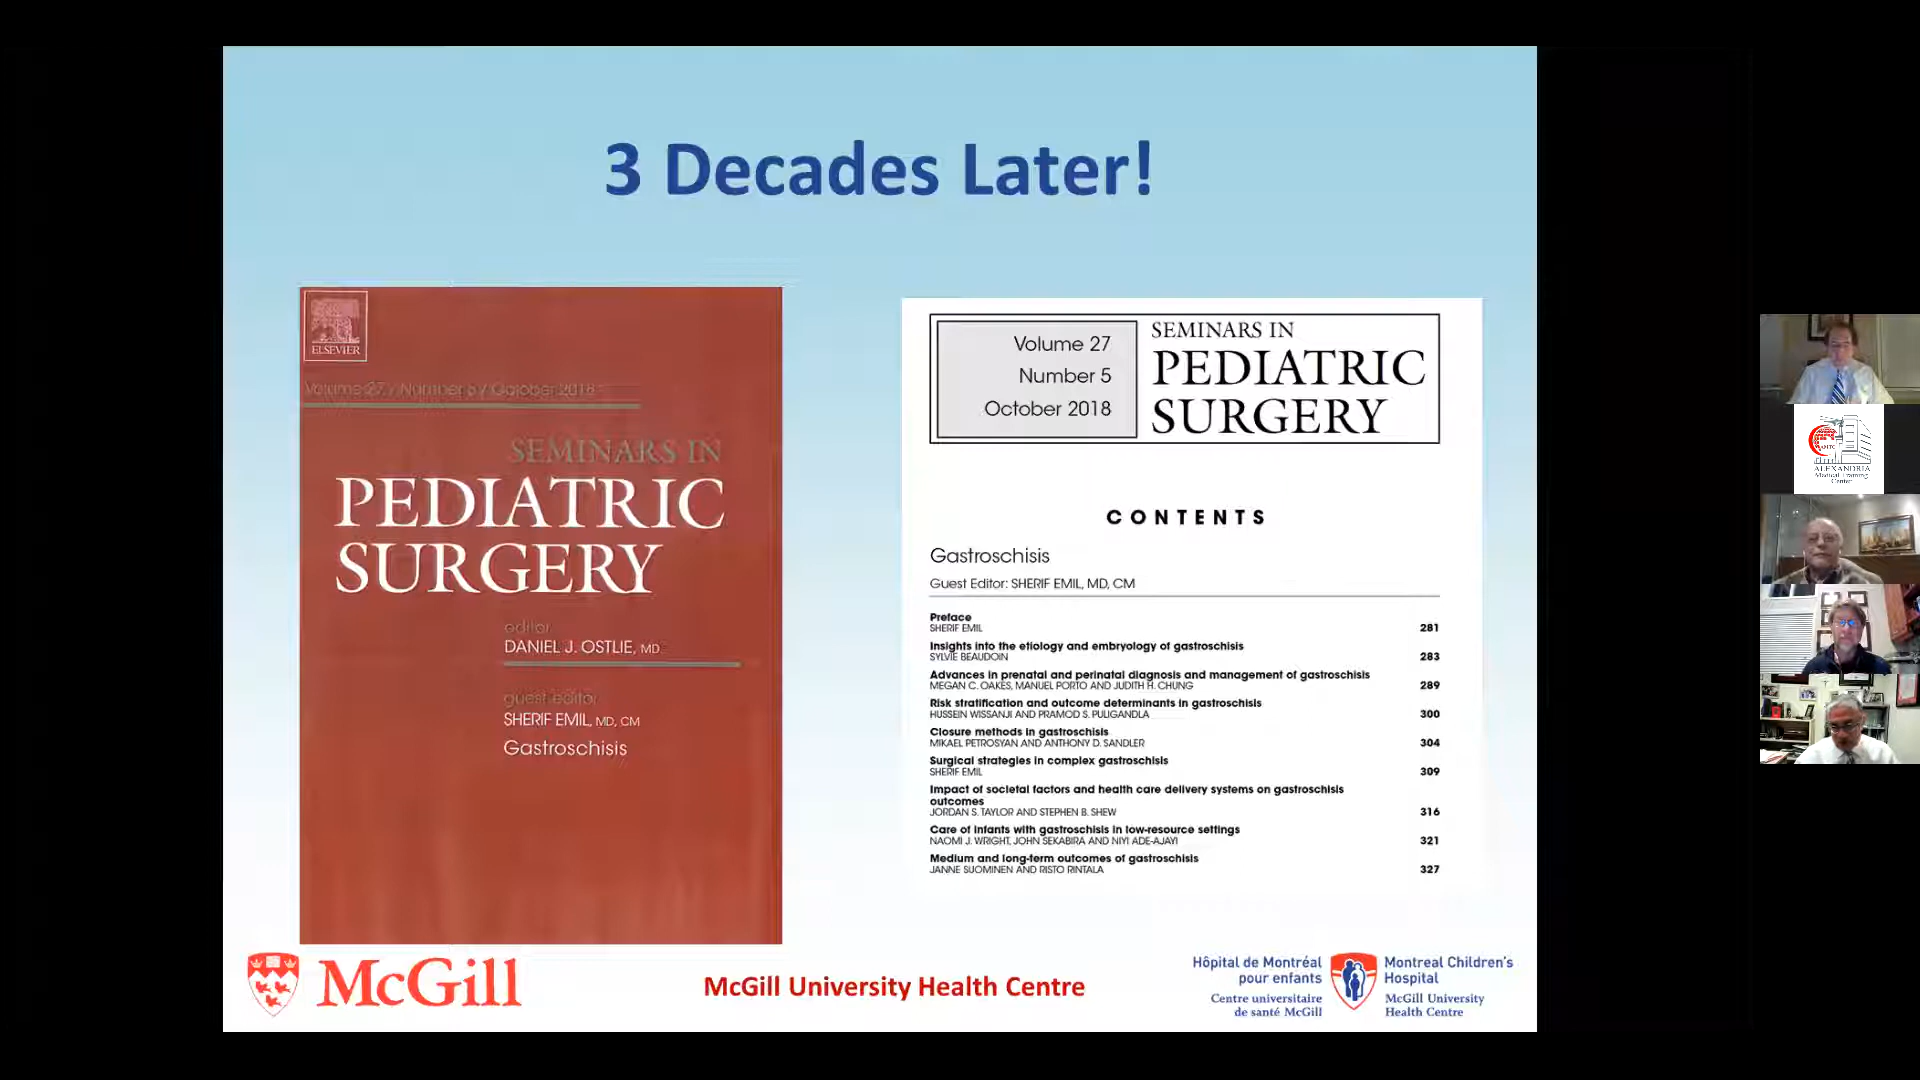 3 Decades Later!
ELSEVIER
Volume 27 / Number 5 / October 2018
SEMINARS IN
PEDIATRIC
SURGERY
editor
DANIEL J. OSTLIE, MD
guest editor
SHERIF EMIL, MD, CM
Gastroschisis
Volume 27
Number 5
October 2018
SEMINARS IN
PEDIATRIC
SURGERY
CONTENTS
Gastroschisis
Guest Editor: SHERIF EMIL, MD, CM
Preface
SHERIF EMIL 281
Insights into the etiology and embryology of gastroschisis
SYLVIE BEAUDOIN 283
Advances in prenatal and perinatal diagnosis and management of gastroschisis
MEGAN C. OAKES, MANUEL PORTO AND JUDITH H. CHUNG 289
Risk stratification and outcome determinants in gastroschisis
HUSSEIN WISSANJI AND PRAMOD S. PULIGANDLA 300
Closure methods in gastroschisis
MIKAEL PETROSYAN AND ANTHONY D. SANDLER 304
Surgical strategies in complex gastroschisis
SHERIF EMIL 309
Impact of societal factors and health care delivery systems on gastroschisis
outcomes
JORDAN S. TAYLOR AND STEPHEN B. SHEW 316
Care of infants with gastroschisis in low-resource settings
NAOMI J. WRIGHT, JOHN SEKABIRA AND NIYI ADE-AJAYI 321
Medium and long-term outcomes of gastroschisis
JANNE SUOMINEN AND RISTO RINTALA 327
McGill
McGill University Health Centre
Hôpital de Montréal
pour enfants
Centre universitaire
de santé McGill
Montreal Children's
Hospital
McGill University
Health Centre
ALEXANDRIA
Medical Training
Center